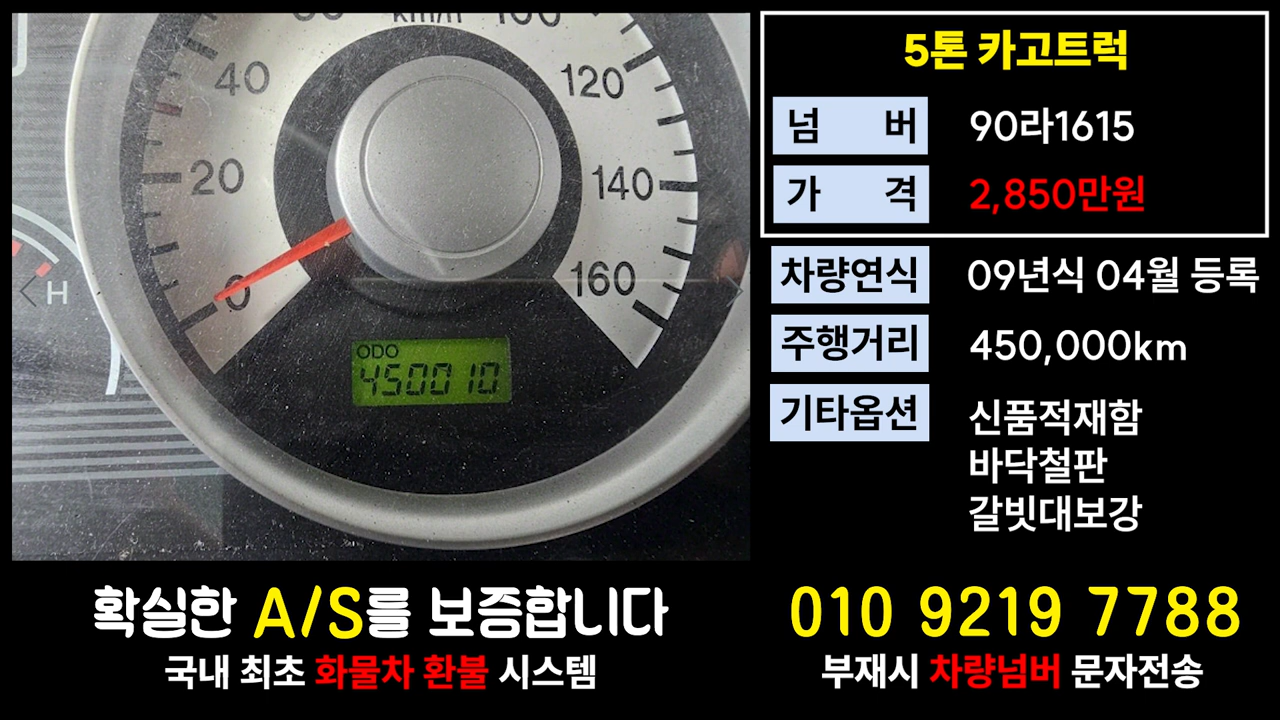 km/h
40
120
20
140
0
160
H
ODO
450010
5톤 카고트럭
넘 버 90라1615
가 격 2,850만원
차량연식 09년식 04월 등록
주행거리 450,000km
기타옵션 신품적재함
바닥철판
갈빗대보강
확실한 A/S를 보증합니다
국내 최초 화물차 환불 시스템
010 9219 7788
부재시 차량넘버 문자전송